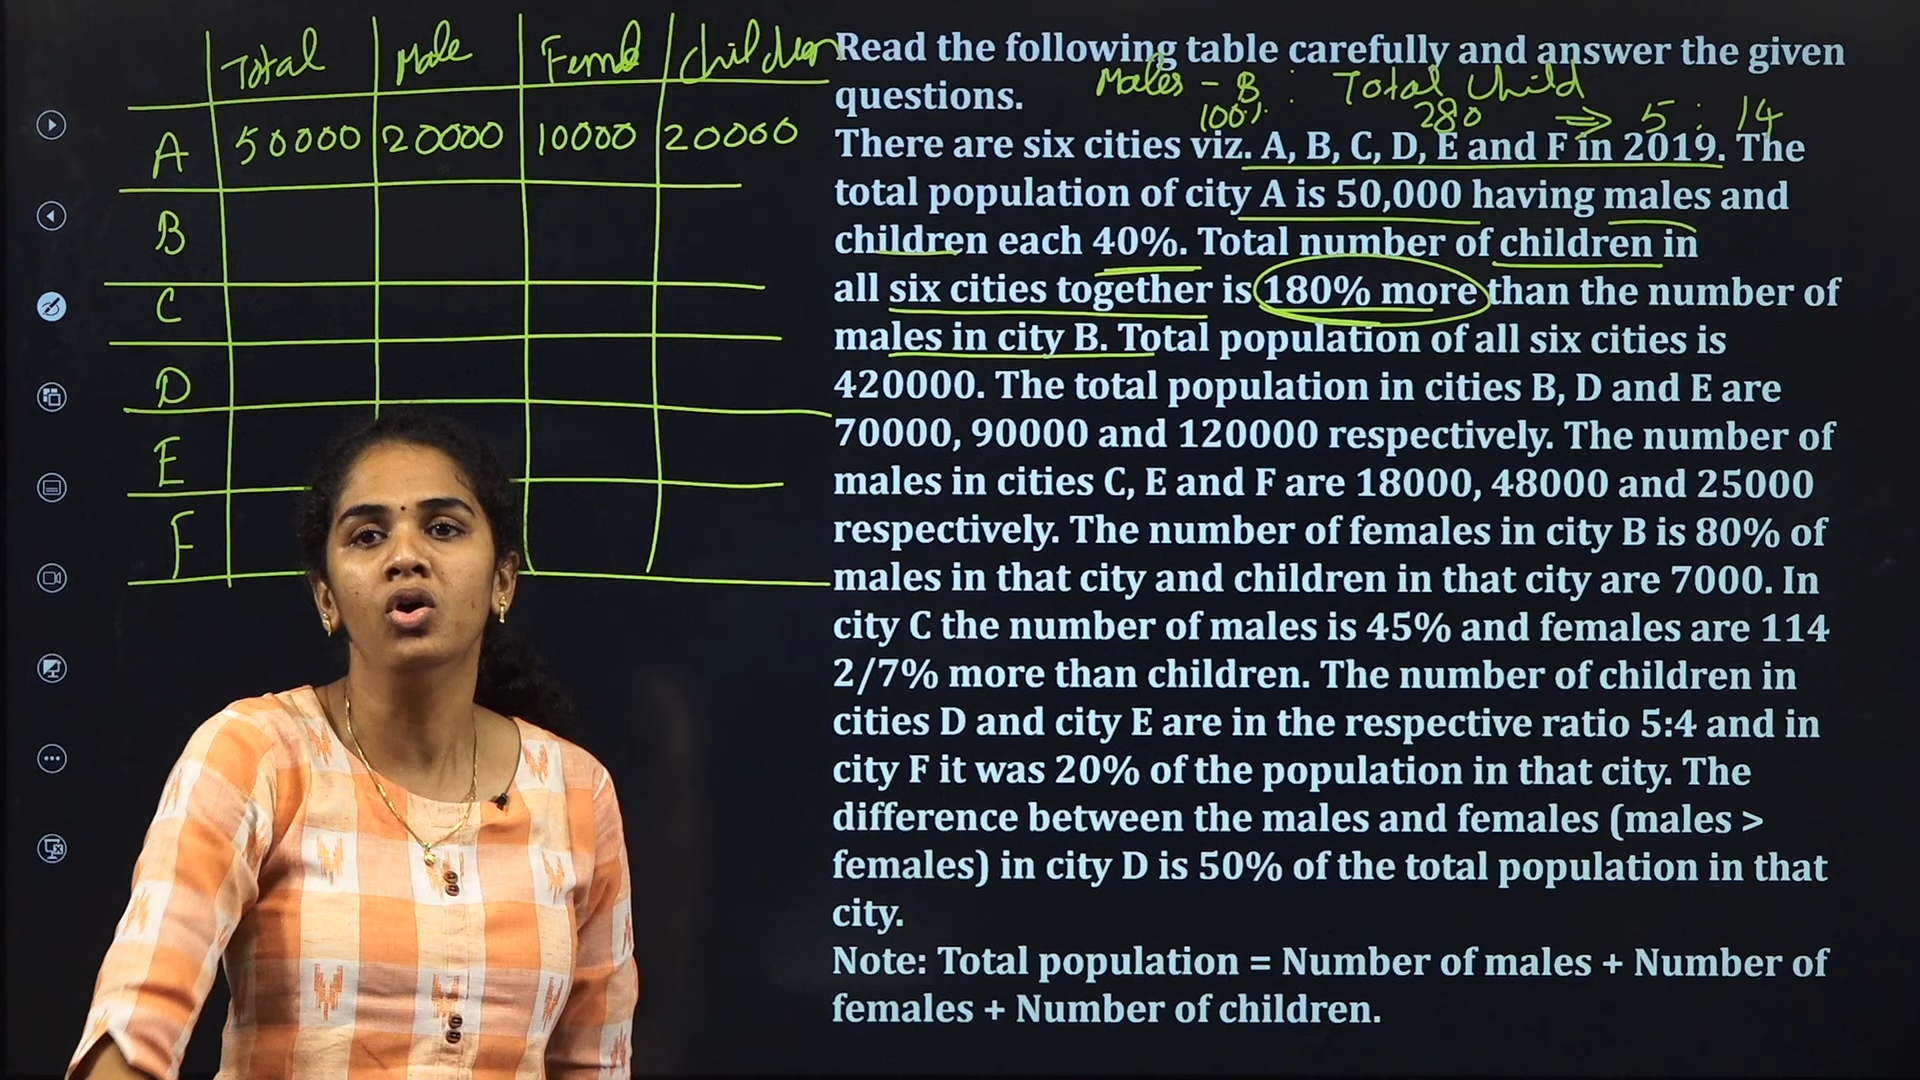 Total Male Female Children
A 50000 20000 10000 20000
B
C
D
E
F
Read the following table carefully and answer the given
questions.
Males - B : Total Child
100% 280 ⇒ 5 : 14
There are six cities viz. A, B, C, D, E and F in 2019. The
total population of city A is 50,000 having males and
children each 40%. Total number of children in
all six cities together is 180% more than the number of
males in city B. Total population of all six cities is
420000. The total population in cities B, D and E are
70000, 90000 and 120000 respectively. The number of
males in cities C, E and F are 18000, 48000 and 25000
respectively. The number of females in city B is 80% of
males in that city and children in that city are 7000. In
city C the number of males is 45% and females are 114
2/7% more than children. The number of children in
cities D and city E are in the respective ratio 5:4 and in
city F it was 20% of the population in that city. The
difference between the males and females (males >
females) in city D is 50% of the total population in that
city.
Note: Total population = Number of males + Number of
females + Number of children.